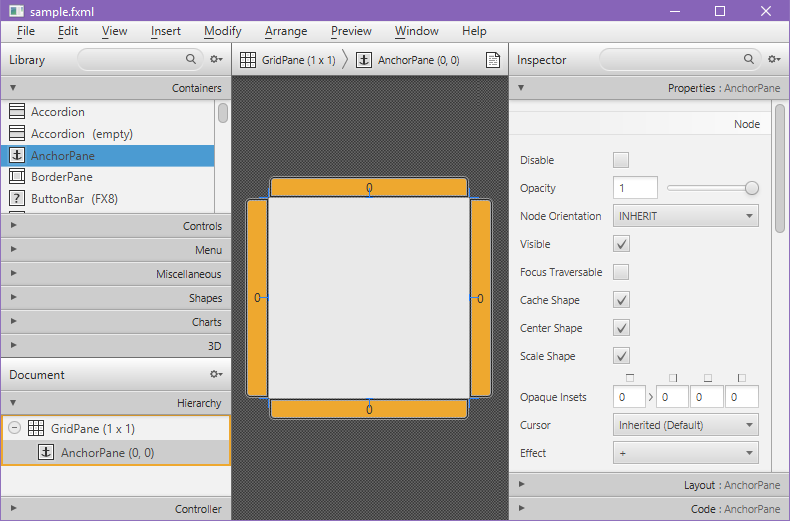 sample.fxml
File Edit View Insert Modify Arrange Preview Window Help
Library
Containers
Accordion
Accordion (empty)
AnchorPane
BorderPane
ButtonBar (FX8)
Controls
Menu
Miscellaneous
Shapes
Charts
3D
Document
Hierarchy
GridPane (1 x 1)
AnchorPane (0, 0)
Controller
GridPane (1 x 1) AnchorPane (0, 0)
0
0 0
0
Inspector
Properties : AnchorPane
Node
Disable
Opacity 1
Node Orientation INHERIT
Visible
Focus Traversable
Cache Shape
Center Shape
Scale Shape
Opaque Insets 0 0 0 0
Cursor Inherited (Default)
Effect +
Layout : AnchorPane
Code : AnchorPane